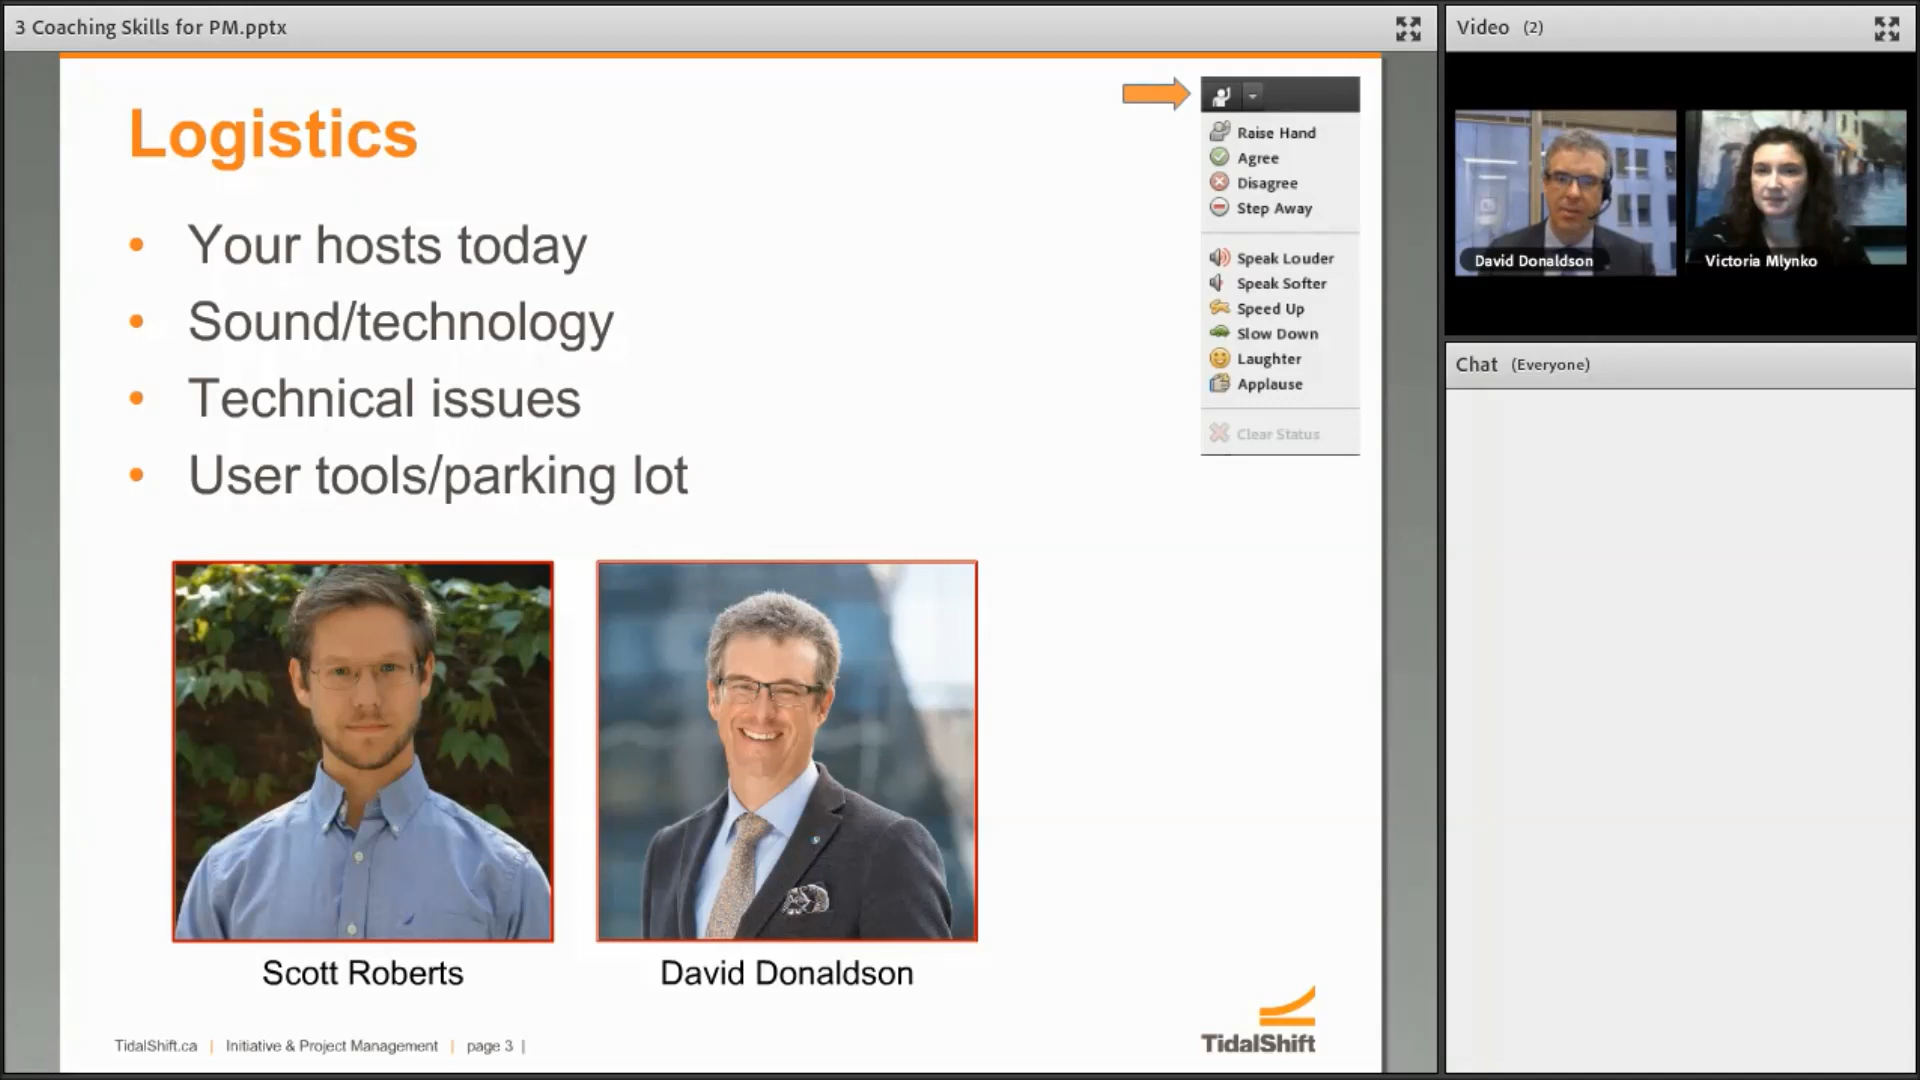 3 Coaching Skills for PM.pptx
Logistics
• Your hosts today
• Sound/technology
• Technical issues
• User tools/parking lot
Raise Hand
Agree
Disagree
Step Away
Speak Louder
Speak Softer
Speed Up
Slow Down
Laughter
Applause
Clear Status
Scott Roberts
David Donaldson
TidalShift.ca | Initiative & Project Management | page 3 |
TidalShift
Video (2)
David Donaldson
Victoria Mlynko
Chat (Everyone)